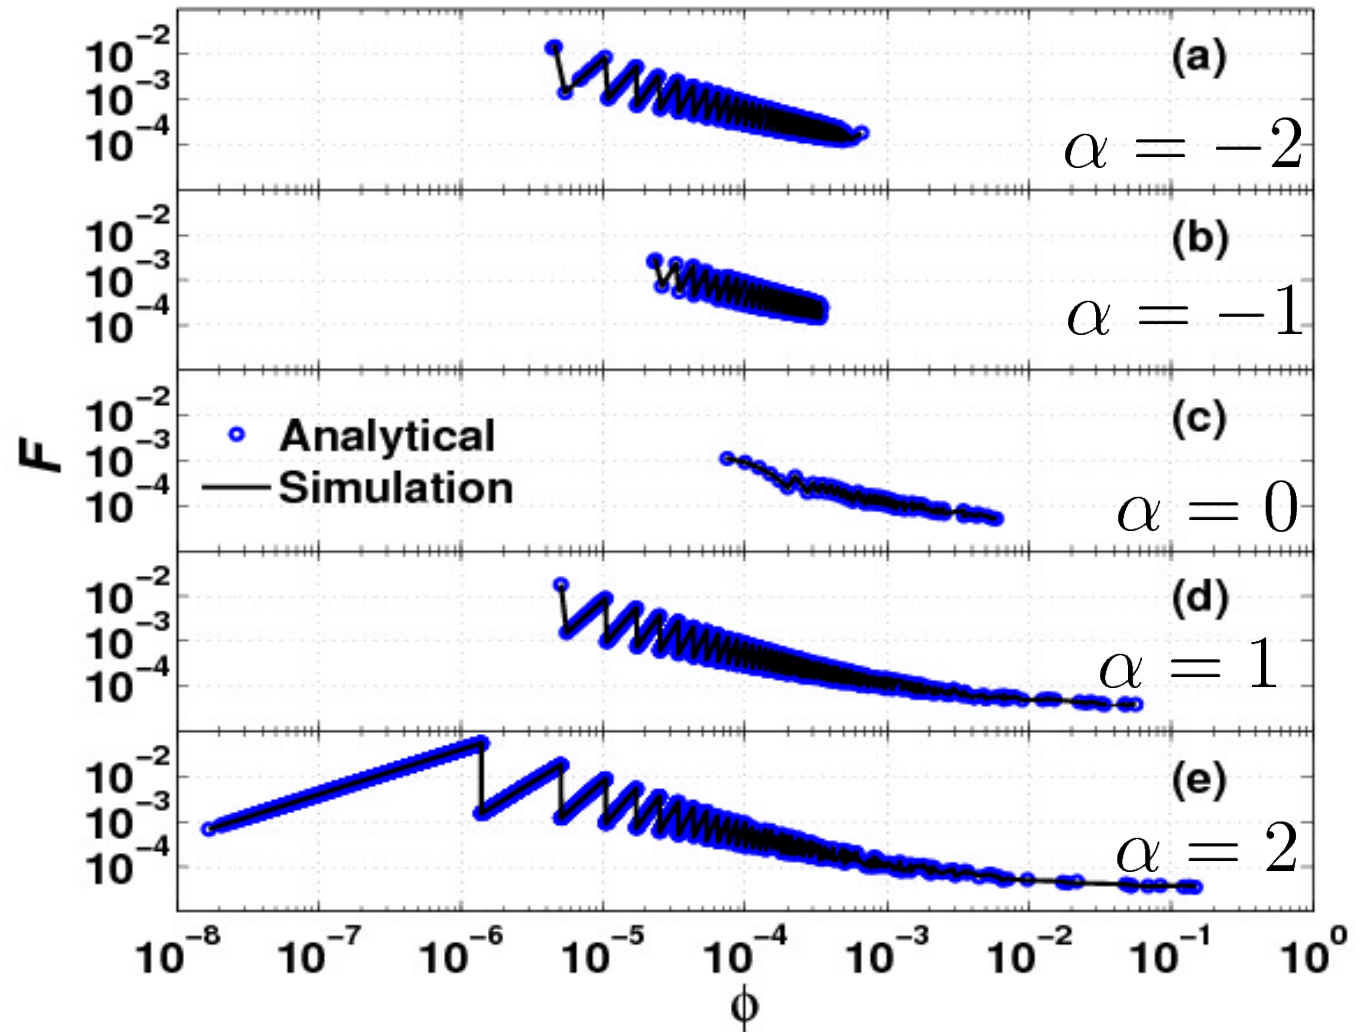 10⁻² (a)
10⁻³
10⁻⁴ α = −2
10⁻² (b)
10⁻³
10⁻⁴ α = −1
10⁻² (c)
F 10⁻³ Analytical
10⁻⁴ Simulation α = 0
10⁻² (d)
10⁻³
10⁻⁴ α = 1
10⁻² (e)
10⁻³
10⁻⁴ α = 2
10⁻⁸ 10⁻⁷ 10⁻⁶ 10⁻⁵ 10⁻⁴ 10⁻³ 10⁻² 10⁻¹ 10⁰
ϕ